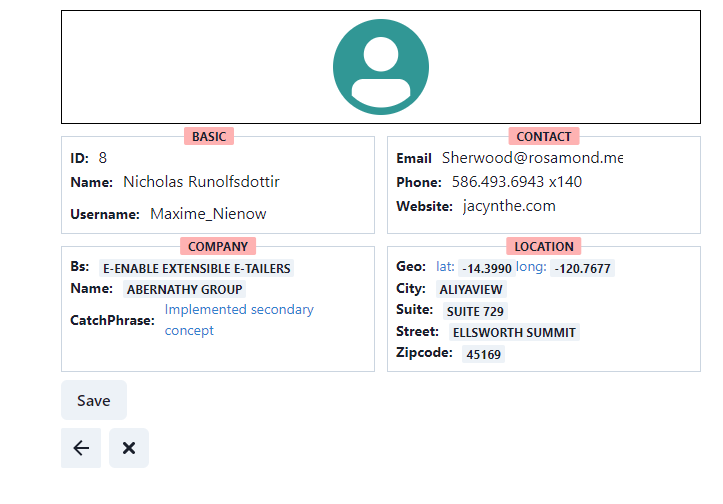 BASIC
ID: 8
Name: Nicholas Runolfsdottir
Username: Maxime_Nienow
CONTACT
Email Sherwood@rosamond.me
Phone: 586.493.6943 x140
Website: jacynthe.com
COMPANY
Bs: E-ENABLE EXTENSIBLE E-TAILERS
Name: ABERNATHY GROUP
CatchPhrase: Implemented secondary
concept
LOCATION
Geo: lat: -14.3990 long: -120.7677
City: ALIYAVIEW
Suite: SUITE 729
Street: ELLSWORTH SUMMIT
Zipcode: 45169
Save